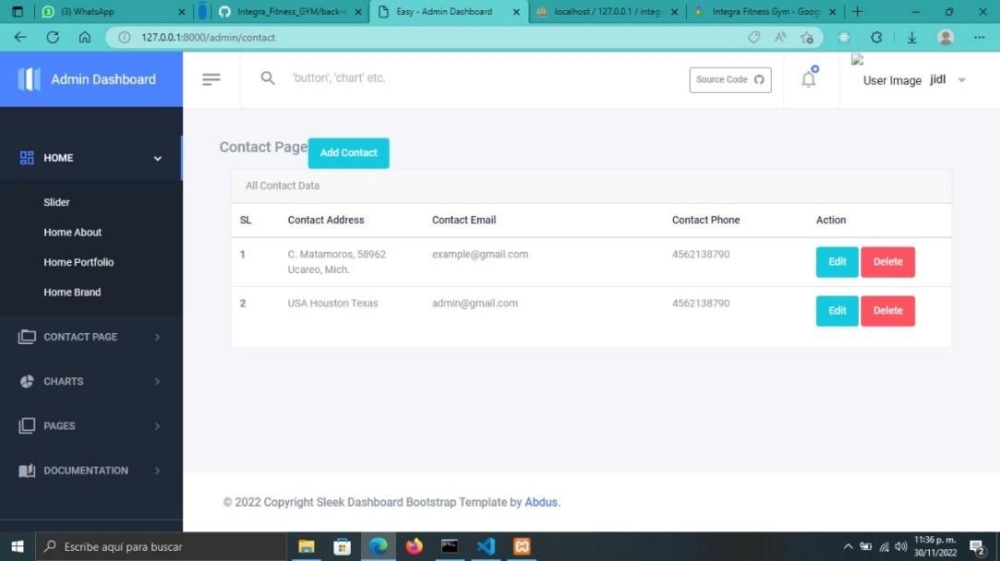 (3) WhatsApp
Integra_Fitness_GYM/back-e
Easy - Admin Dashboard
localhost / 127.0.0.1 / integr
Integra Fitness Gym - Goog
127.0.0.1:8000/admin/contact
Admin Dashboard
'button', 'chart' etc.
Source Code
User Image
jidl
HOME
Slider
Home About
Home Portfolio
Home Brand
CONTACT PAGE
CHARTS
PAGES
DOCUMENTATION
Contact Page
Add Contact
All Contact Data
SL Contact Address Contact Email Contact Phone Action
1 C. Matamoros, 58962 example@gmail.com 4562138790 Edit Delete
Ucareo, Mich.
2 USA Houston Texas admin@gmail.com 4562138790 Edit Delete
© 2022 Copyright Sleek Dashboard Bootstrap Template by Abdus.
Escribe aquí para buscar
11:36 p. m.
30/11/2022
2